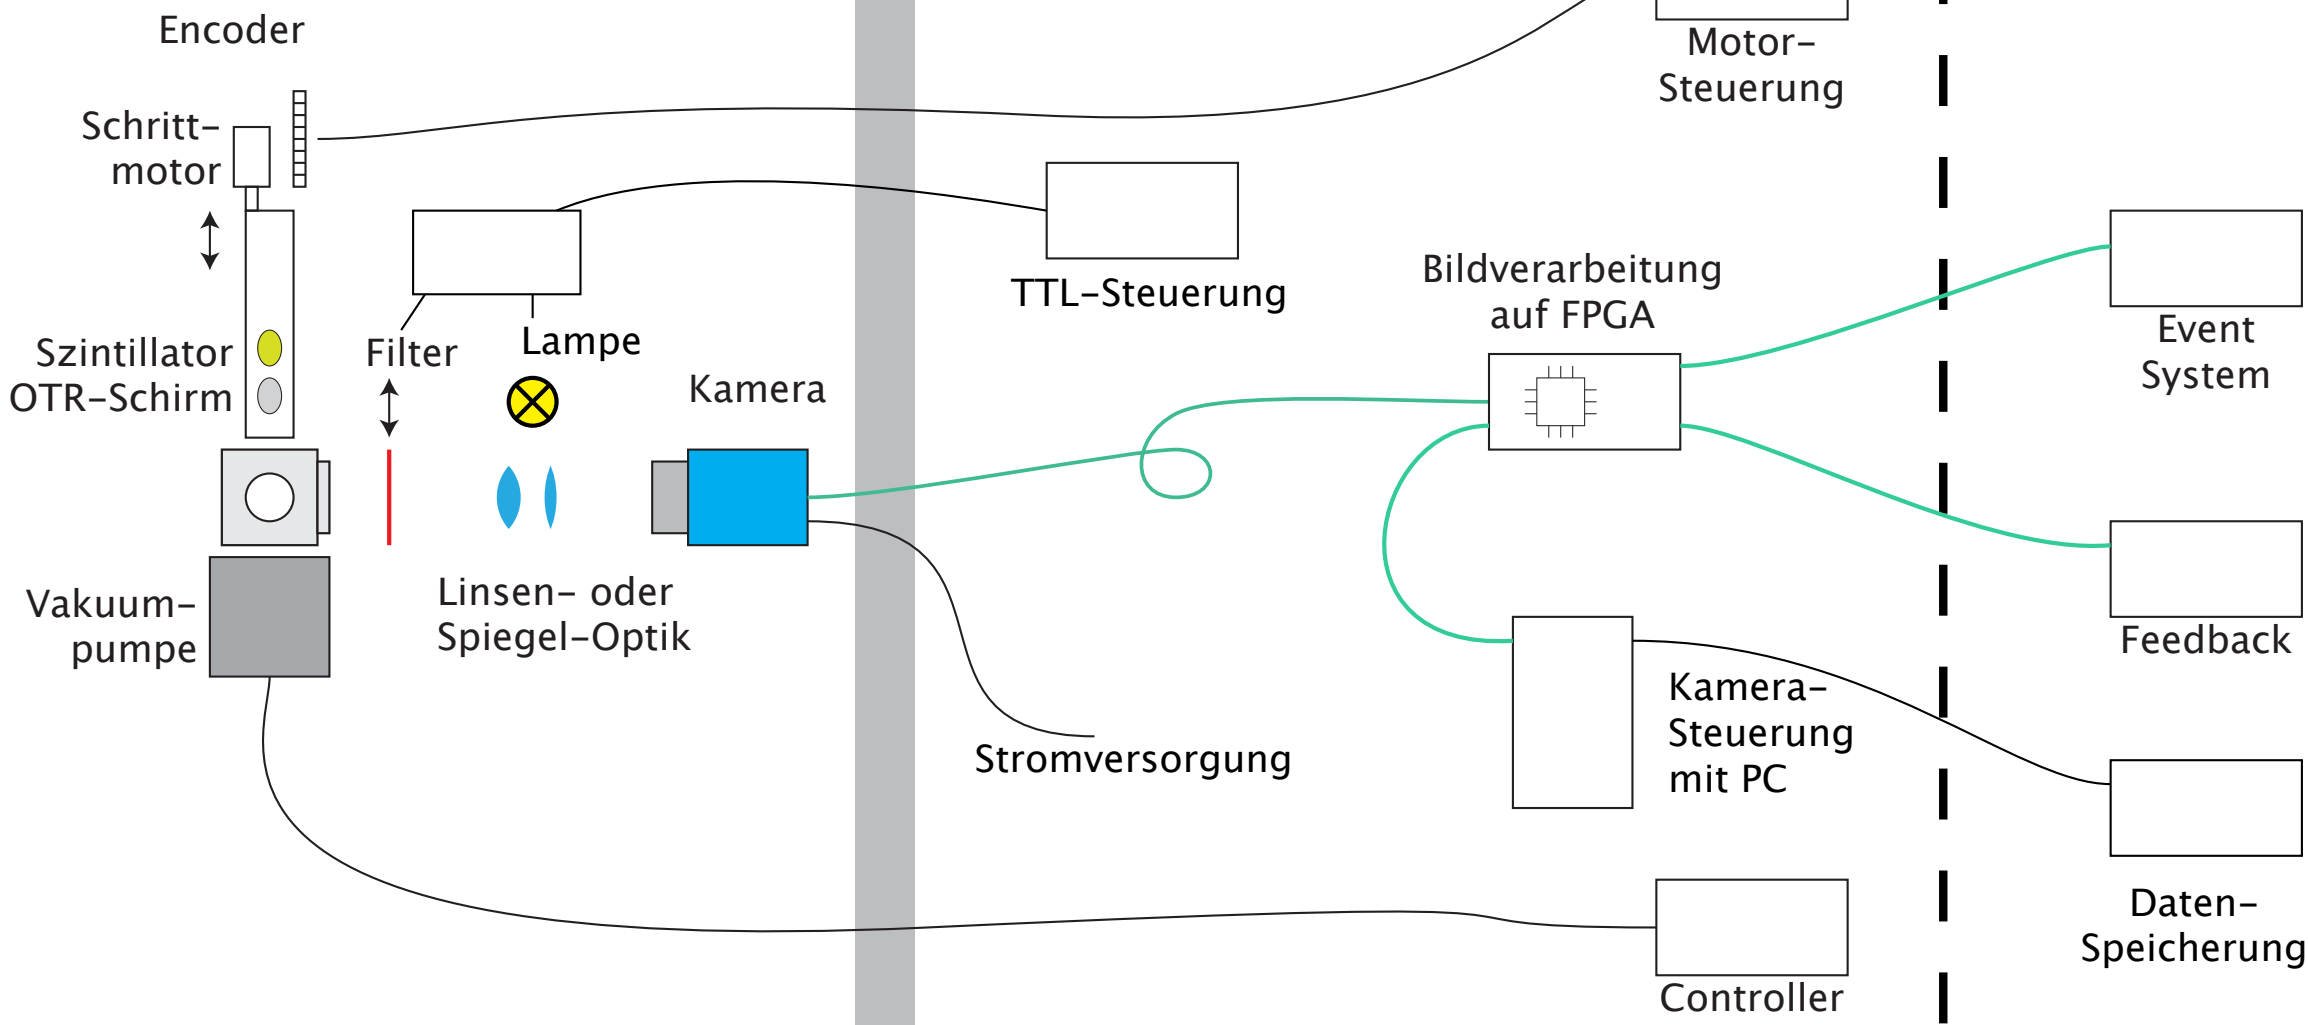 Encoder
Motor-
Steuerung
Schritt-
motor
TTL-Steuerung
Bildverarbeitung
auf FPGA
Event
System
Szintillator
OTR-Schirm
Filter
Lampe
Kamera
Vakuum-
pumpe
Linsen- oder
Spiegel-Optik
Stromversorgung
Kamera-
Steuerung
mit PC
Feedback
Daten-
Speicherung
Controller